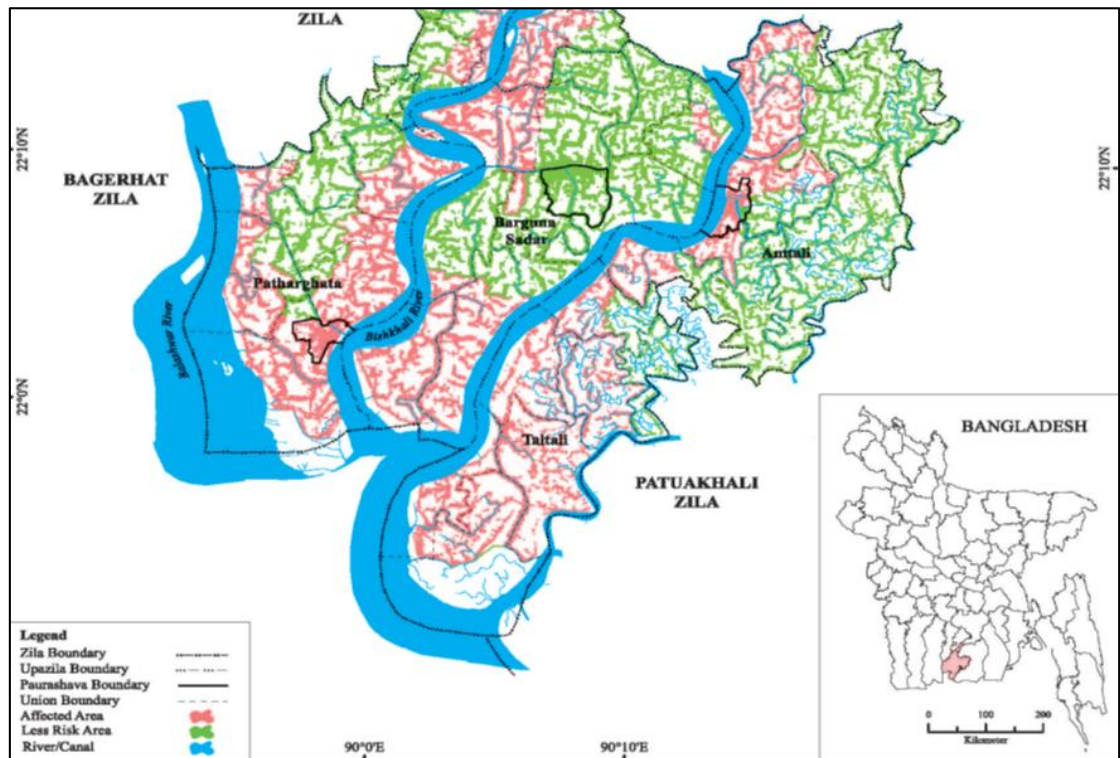 ZILA
22°10'N
22°10'N
BAGERHAT
ZILA
Barguna
Sadar
Amtali
Patharghata
Bishkhali River
Baleshwar River
22°0'N
Taltali
BANGLADESH
PATUAKHALI
ZILA
Legend
Zila Boundary
Upazila Boundary
Paurashava Boundary
Union Boundary
Affected Area
Less Risk Area
River/Canal
0 100 200
Kilometer
90°0'E
90°10'E